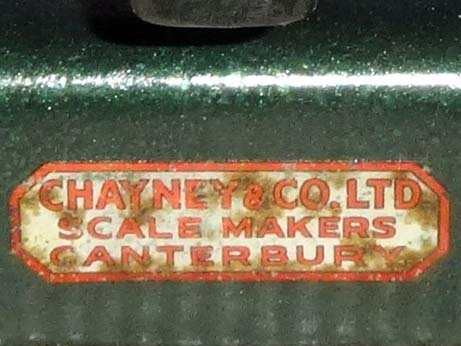 CHAYNEY & CO. LTD
SCALE MAKERS
CANTERBURY